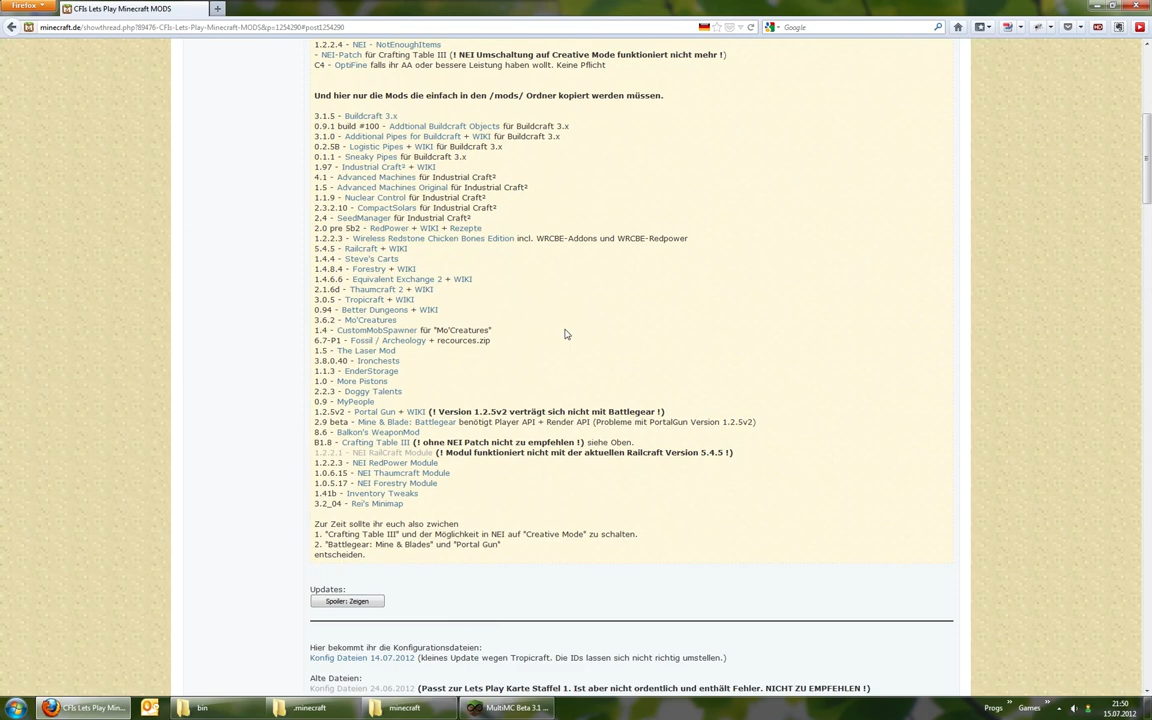 Firefox
CFIs Lets Play Minecraft MODS
minecraft.de/showthread.php?89476-CFIs-Lets-Play-Minecraft-MODS&p=1254290#post1254290
Google
1.2.2.4 - NEI - NotEnoughItems
- NEI-Patch für Crafting Table III (! NEI Umschaltung auf Creative Mode funktioniert nicht mehr !)
C4 - OptiFine falls ihr AA oder bessere Leistung haben wollt. Keine Pflicht
Und hier nur die Mods die einfach in den /mods/ Ordner kopiert werden müssen.
3.1.5 - Buildcraft 3.x
0.9.1 build #100 - Addtional Buildcraft Objects für Buildcraft 3.x
3.1.0 - Additional Pipes for Buildcraft + WIKI für Buildcraft 3.x
0.2.5B - Logistic Pipes + WIKI für Buildcraft 3.x
0.1.1 - Sneaky Pipes für Buildcraft 3.x
1.97 - Industrial Craft² + WIKI
4.1 - Advanced Machines für Industrial Craft²
1.5 - Advanced Machines Original für Industrial Craft²
1.1.9 - Nuclear Control für Industrial Craft²
2.3.2.10 - CompactSolars für Industrial Craft²
2.4 - SeedManager für Industrial Craft²
2.0 pre 5b2 - RedPower + WIKI + Rezepte
1.2.2.3 - Wireless Redstone Chicken Bones Edition incl. WRCBE-Addons und WRCBE-Redpower
5.4.5 - Railcraft + WIKI
1.4.4 - Steve's Carts
1.4.8.4 - Forestry + WIKI
1.4.6.6 - Equivalent Exchange 2 + WIKI
2.1.6d - Thaumcraft 2 + WIKI
3.0.5 - Tropicraft + WIKI
0.94 - Better Dungeons + WIKI
3.6.2 - Mo'Creatures
1.4 - CustomMobSpawner für "Mo'Creatures"
6.7-P1 - Fossil / Archeology + recources.zip
1.5 - The Laser Mod
3.8.0.40 - Ironchests
1.1.3 - EnderStorage
1.0 - More Pistons
2.2.3 - Doggy Talents
0.9 - MyPeople
1.2.5v2 - Portal Gun + WIKI (! Version 1.2.5v2 verträgt sich nicht mit Battlegear !)
2.9 beta - Mine & Blade: Battlegear benötigt Player API + Render API (Probleme mit PortalGun Version 1.2.5v2)
8.6 - Balkon's WeaponMod
B1.8 - Crafting Table III (! ohne NEI Patch nicht zu empfehlen !) siehe Oben.
1.2.2.1 - NEI RailCraft Module (! Modul funktioniert nicht mit der aktuellen Railcraft Version 5.4.5 !)
1.2.2.3 - NEI RedPower Module
1.0.6.15 - NEI Thaumcraft Module
1.0.5.17 - NEI Forestry Module
1.41b - Inventory Tweaks
3.2_04 - Rei's Minimap
Zur Zeit sollte ihr euch also zwichen
1. "Crafting Table III" und der Möglichkeit in NEI auf "Creative Mode" zu schalten.
2. "Battlegear: Mine & Blades" und "Portal Gun"
entscheiden.
Updates:
Spoiler: Zeigen
Hier bekommt ihr die Konfigurationsdateien:
Konfig Dateien 14.07.2012 (kleines Update wegen Tropicraft. Die IDs lassen sich nicht richtig umstellen.)
Alte Dateien:
Konfig Dateien 24.06.2012 (Passt zur Lets Play Karte Staffel 1. Ist aber nicht ordentlich und enthält Fehler. NICHT ZU EMPFEHLEN !)
CFIs Lets Play Min...
bin
.minecraft
minecraft
MultiMC Beta 3.1 ...
Progs
Games
21:50
15.07.2012